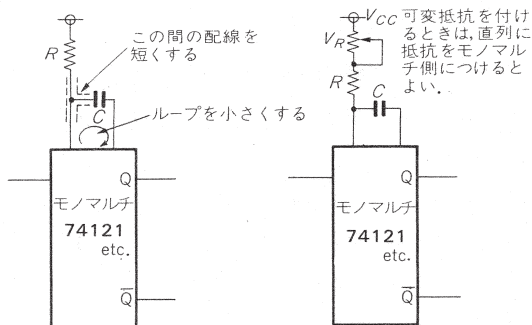 この間の配線を
短くする
R
C
ループを小さくする
モノマルチ
74121
etc.
Q
Q̅
V_CC
可変抵抗を付け
るときは,直列に
抵抗をモノマル
チ側につけると
よい.
V_R
R
C
モノマルチ
74121
etc.
Q
Q̅